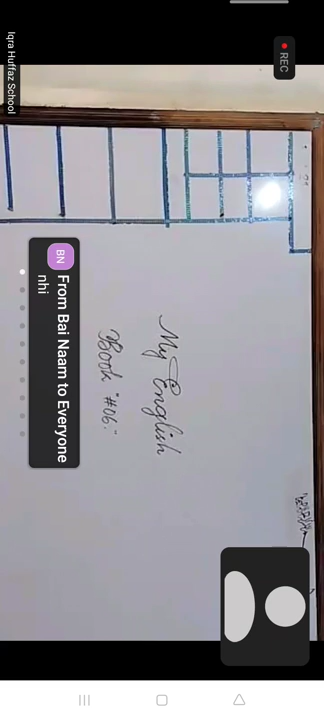 REC
My English
Book "#06."
BN
From Bai Naam to Everyone
nhi
Iqra Huffaz School